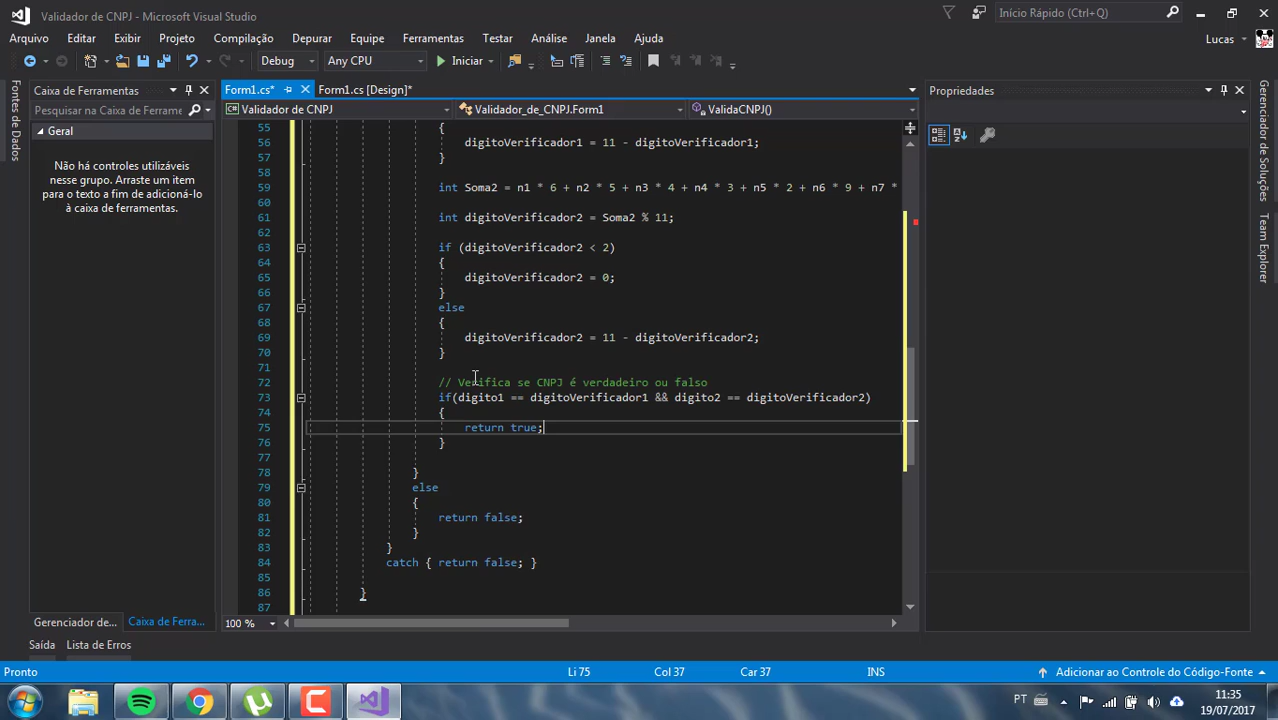 Validador de CNPJ - Microsoft Visual Studio
Início Rápido (Ctrl+Q)
Arquivo Editar Exibir Projeto Compilação Depurar Equipe Ferramentas Testar Análise Janela Ajuda
Lucas
Debug Any CPU Iniciar
Fontes de Dados
Caixa de Ferramentas
Form1.cs* Form1.cs [Design]*
Propriedades
Pesquisar na Caixa de Ferrame
Validador de CNPJ Validador_de_CNPJ.Form1 ValidaCNPJ()
Geral
Não há controles utilizáveis
nesse grupo. Arraste um item
para o texto a fim de adicioná-lo
à caixa de ferramentas.
55 {
56 digitoVerificador1 = 11 - digitoVerificador1;
57 }
58
59 int Soma2 = n1 * 6 + n2 * 5 + n3 * 4 + n4 * 3 + n5 * 2 + n6 * 9 + n7 *
60
61 int digitoVerificador2 = Soma2 % 11;
62
63 if (digitoVerificador2 < 2)
64 {
65 digitoVerificador2 = 0;
66 }
67 else
68 {
69 digitoVerificador2 = 11 - digitoVerificador2;
70 }
71
72 // Verifica se CNPJ é verdadeiro ou falso
73 if(digito1 == digitoVerificador1 && digito2 == digitoVerificador2)
74 {
75 return true;
76 }
77
78 }
79 else
80 {
81 return false;
82 }
83 }
84 catch { return false; }
85
86 }
87
Gerenciador de Soluções
Team Explorer
Gerenciador de... Caixa de Ferra...
100 %
Saída Lista de Erros
Pronto Li 75 Col 37 Car 37 INS Adicionar ao Controle do Código-Fonte
PT
11:35
19/07/2017